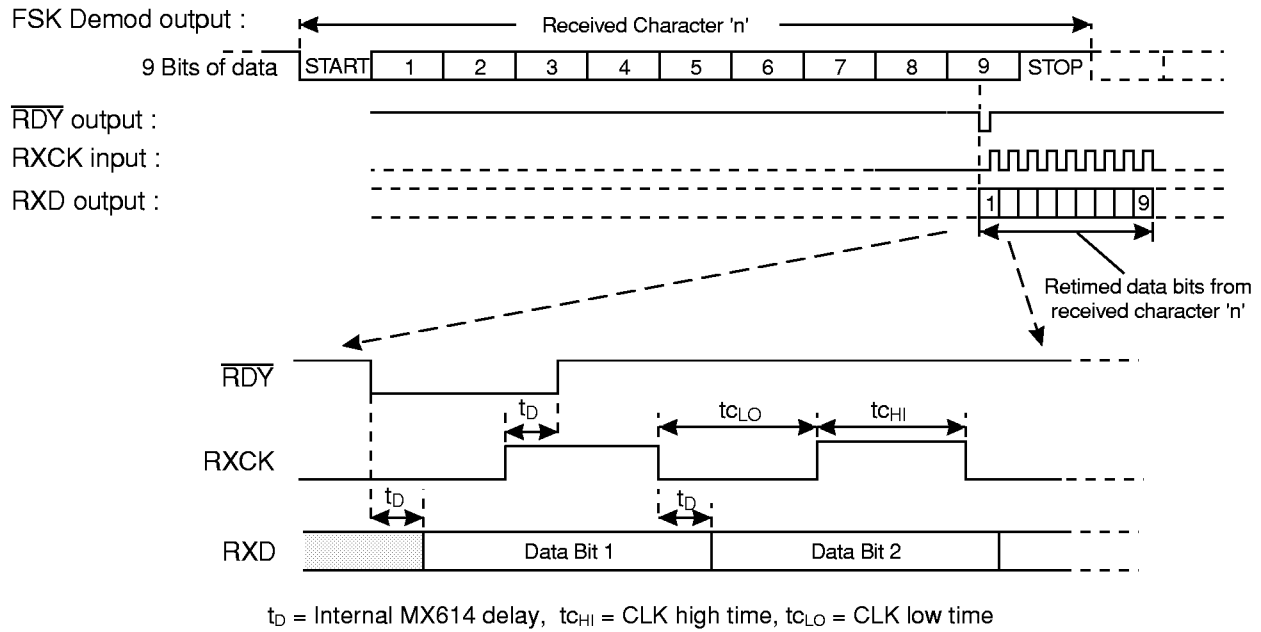 FSK Demod output :
Received Character 'n'
9 Bits of data
START 1 2 3 4 5 6 7 8 9 STOP
RDY output :
RXCK input :
RXD output :
1 9
Retimed data bits from
received character 'n'
RDY
tD tcLO tcHI
RXCK
tD tD
RXD Data Bit 1 Data Bit 2
tD = Internal MX614 delay, tcHI = CLK high time, tcLO = CLK low time